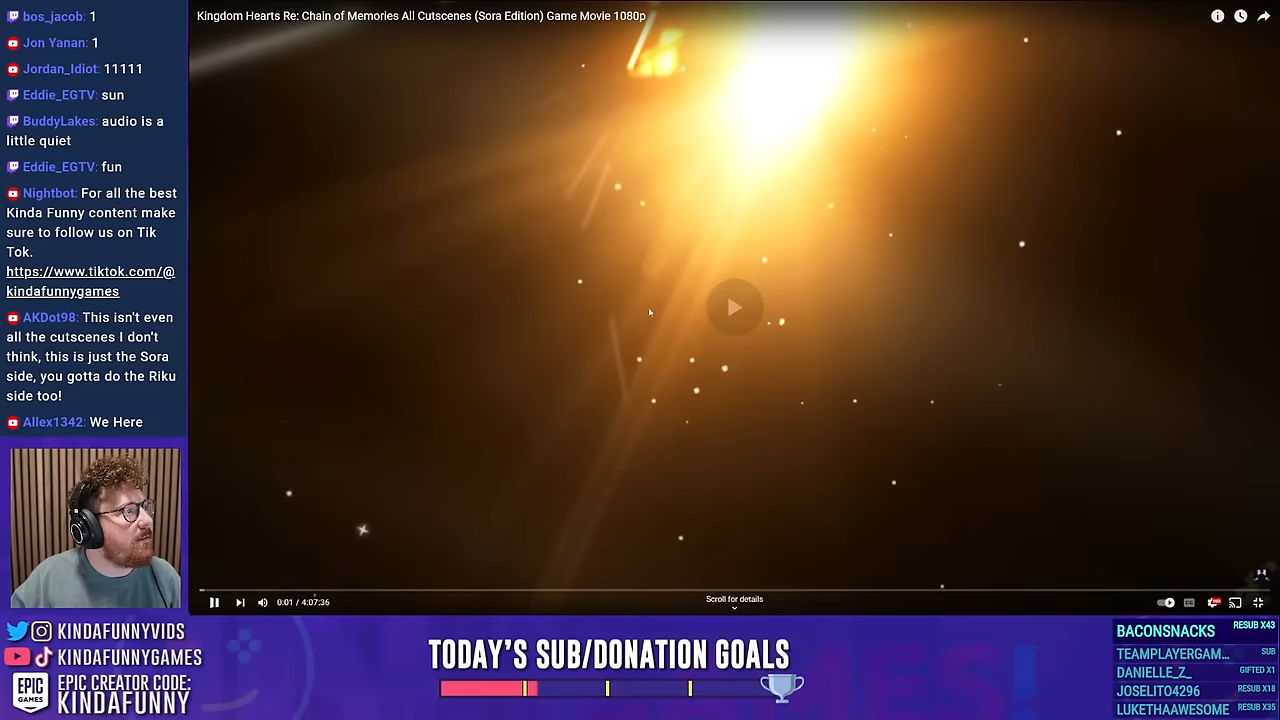 bos_jacob: 1
Jon Yanan: 1
Jordan_Idiot: 11111
Eddie_EGTV: sun
BuddyLakes: audio is a
little quiet
Eddie_EGTV: fun
Nightbot: For all the best
Kinda Funny content make
sure to follow us on Tik
Tok.
https://www.tiktok.com/@
kindafunnygames
AKDot98: This isn't even
all the cutscenes I don't
think, this is just the Sora
side, you gotta do the Riku
side too!
Allex1342: We Here
Kingdom Hearts Re: Chain of Memories All Cutscenes (Sora Edition) Game Movie 1080p
0:01 / 4:07:36
Scroll for details
KINDAFUNNYVIDS
KINDAFUNNYGAMES
EPIC GAMES
EPIC CREATOR CODE:
KINDAFUNNY
TODAY'S SUB/DONATION GOALS
BACONSNACKS RESUB X43
TEAMPLAYERGAM... SUB
DANIELLE_Z_ GIFTED X1
JOSELITO4296 RESUB X18
LUKETHAAWESOME RESUB X35